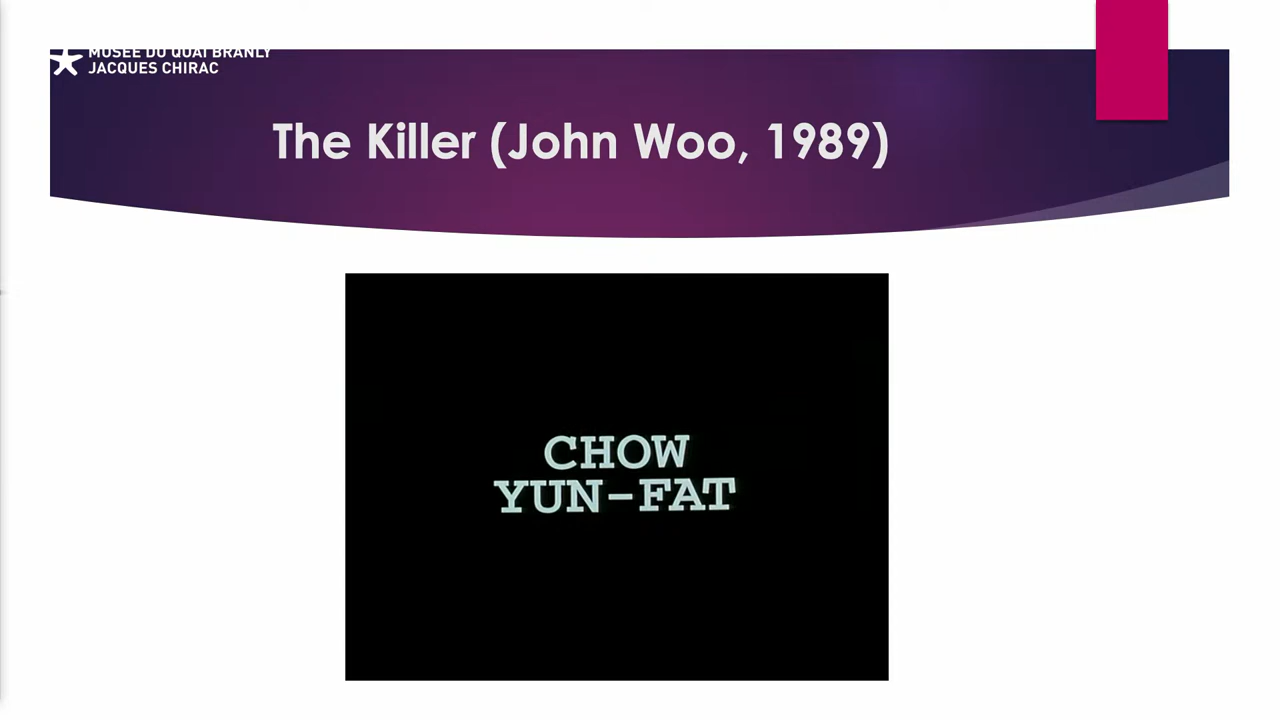 MUSÉE DU QUAI BRANLY
JACQUES CHIRAC
The Killer (John Woo, 1989)
CHOW
YUN-FAT